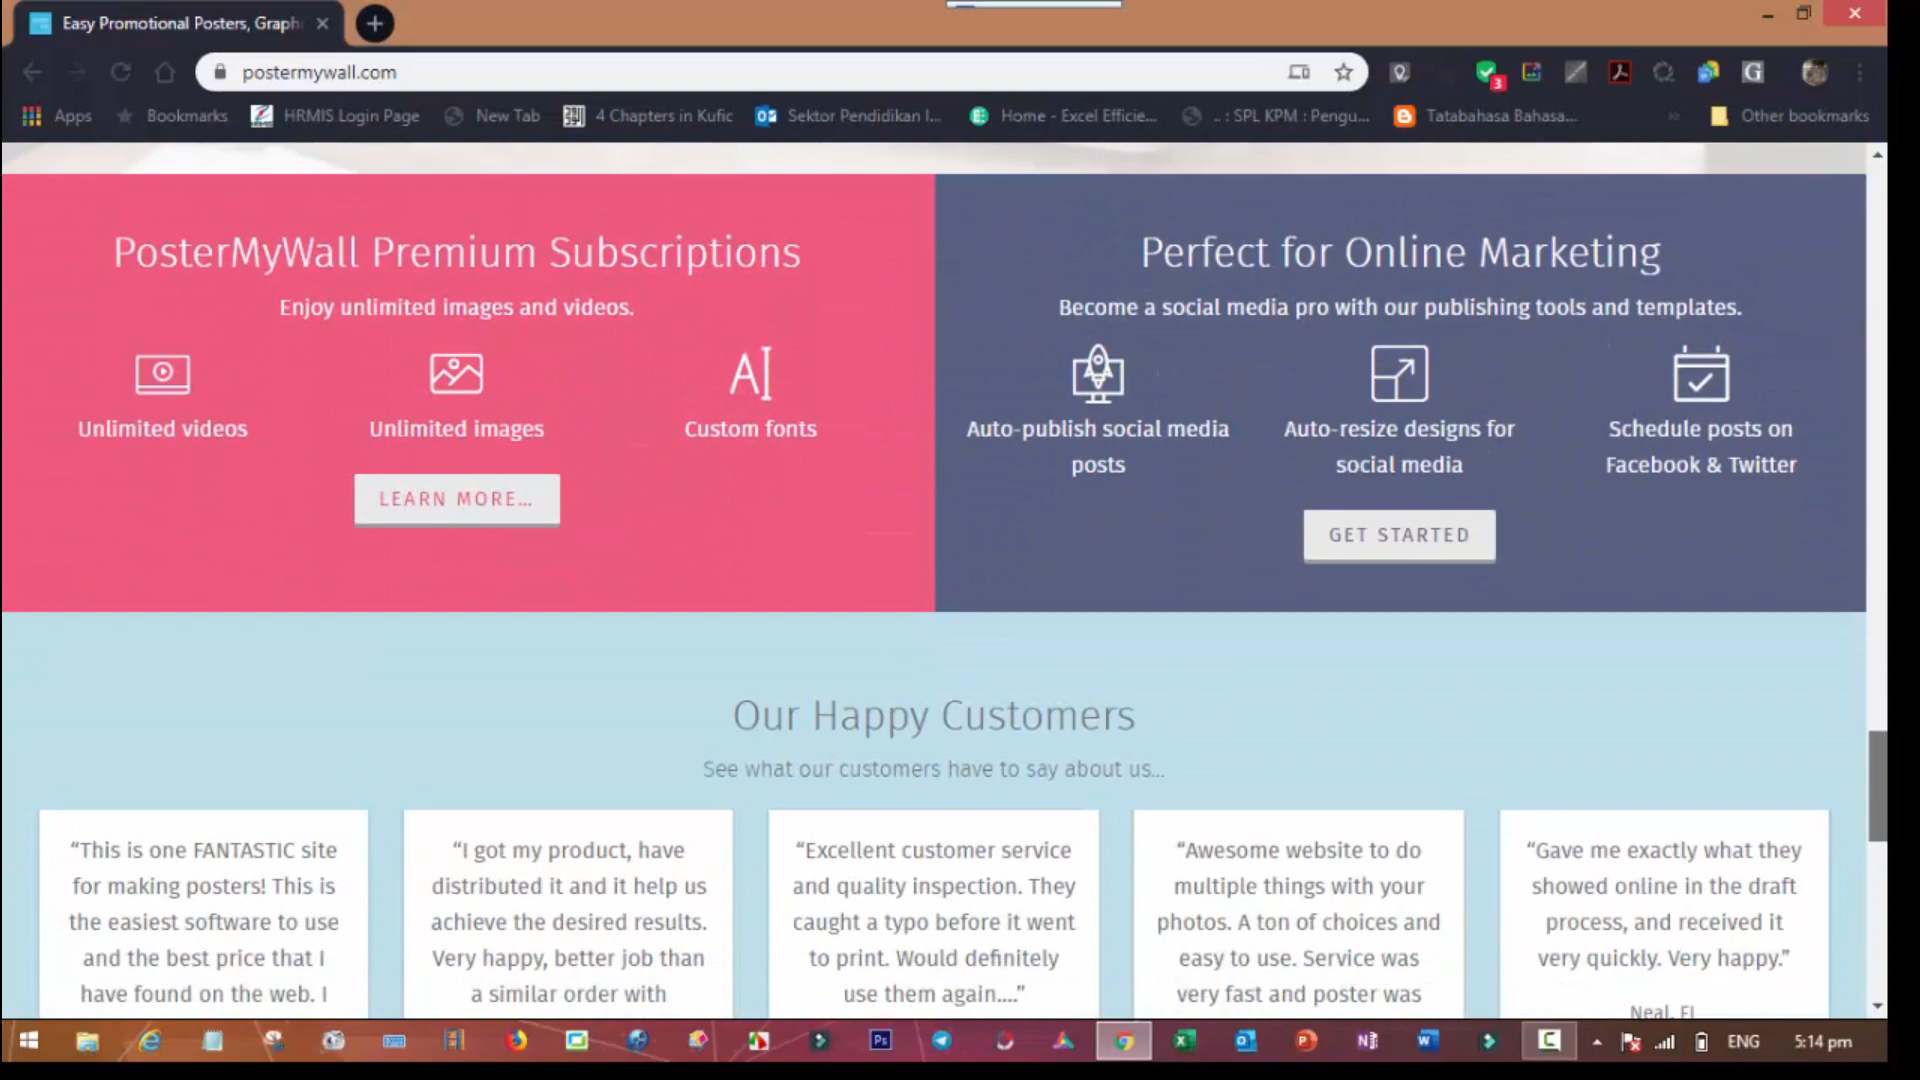 Easy Promotional Posters, Graph
postermywall.com
3
G
Apps
Bookmarks
HRMIS Login Page
New Tab
4 Chapters in Kufic
Sektor Pendidikan I...
Home - Excel Efficie...
.. : SPL KPM : Pengu...
Tatabahasa Bahasa...
Other bookmarks
PosterMyWall Premium Subscriptions
Enjoy unlimited images and videos.
Unlimited videos
Unlimited images
Custom fonts
LEARN MORE...
Perfect for Online Marketing
Become a social media pro with our publishing tools and templates.
Auto-publish social media
posts
Auto-resize designs for
social media
Schedule posts on
Facebook & Twitter
GET STARTED
Our Happy Customers
See what our customers have to say about us...
“This is one FANTASTIC site
for making posters! This is
the easiest software to use
and the best price that I
have found on the web. I
“I got my product, have
distributed it and it help us
achieve the desired results.
Very happy, better job than
a similar order with
“Excellent customer service
and quality inspection. They
caught a typo before it went
to print. Would definitely
use them again....”
“Awesome website to do
multiple things with your
photos. A ton of choices and
easy to use. Service was
very fast and poster was
“Gave me exactly what they
showed online in the draft
process, and received it
very quickly. Very happy.”
Neal, FL
Ps
ENG
5:14 pm